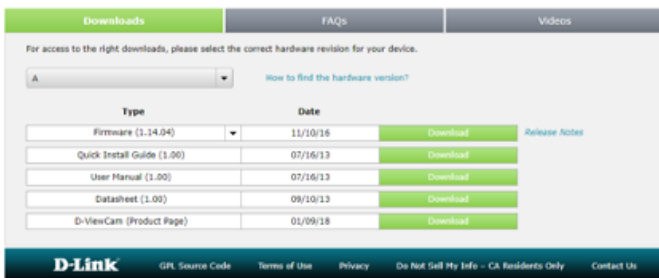 Downloads FAQs Videos
For access to the right downloads, please select the correct hardware revision for your device.
A How to find the hardware version?
Type Date
Firmware (1.14.04) 11/10/16 Download Release Notes
Quick Install Guide (1.00) 07/16/13 Download
User Manual (1.00) 07/16/13 Download
Datasheet (1.00) 09/10/13 Download
D-ViewCam (Product Page) 01/09/18 Download
D-Link GPL Source Code Terms of Use Privacy Do Not Sell My Info – CA Residents Only Contact Us